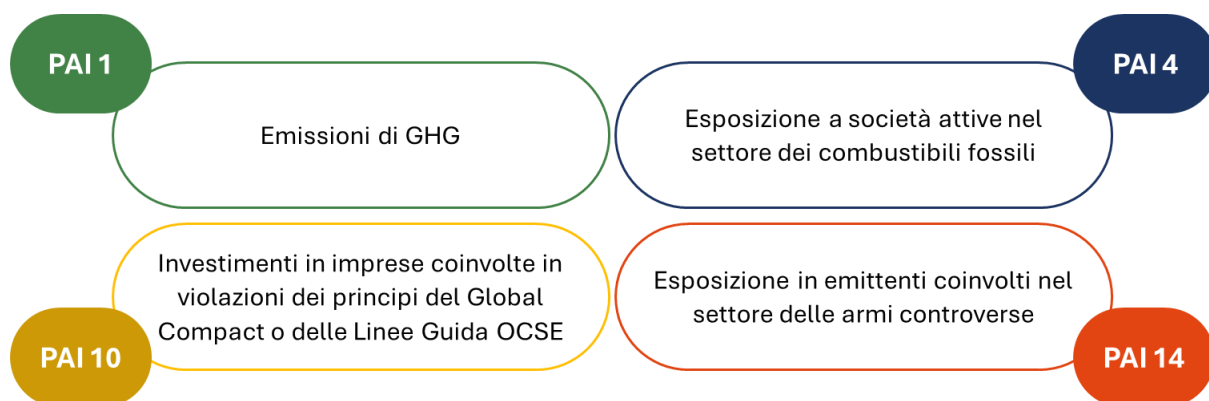 PAI 1
Emissioni di GHG
PAI 4
Esposizione a società attive nel
settore dei combustibili fossili
Investimenti in imprese coinvolte in
violazioni dei principi del Global
Compact o delle Linee Guida OCSE
PAI 10
Esposizione in emittenti coinvolti nel
settore delle armi controverse
PAI 14